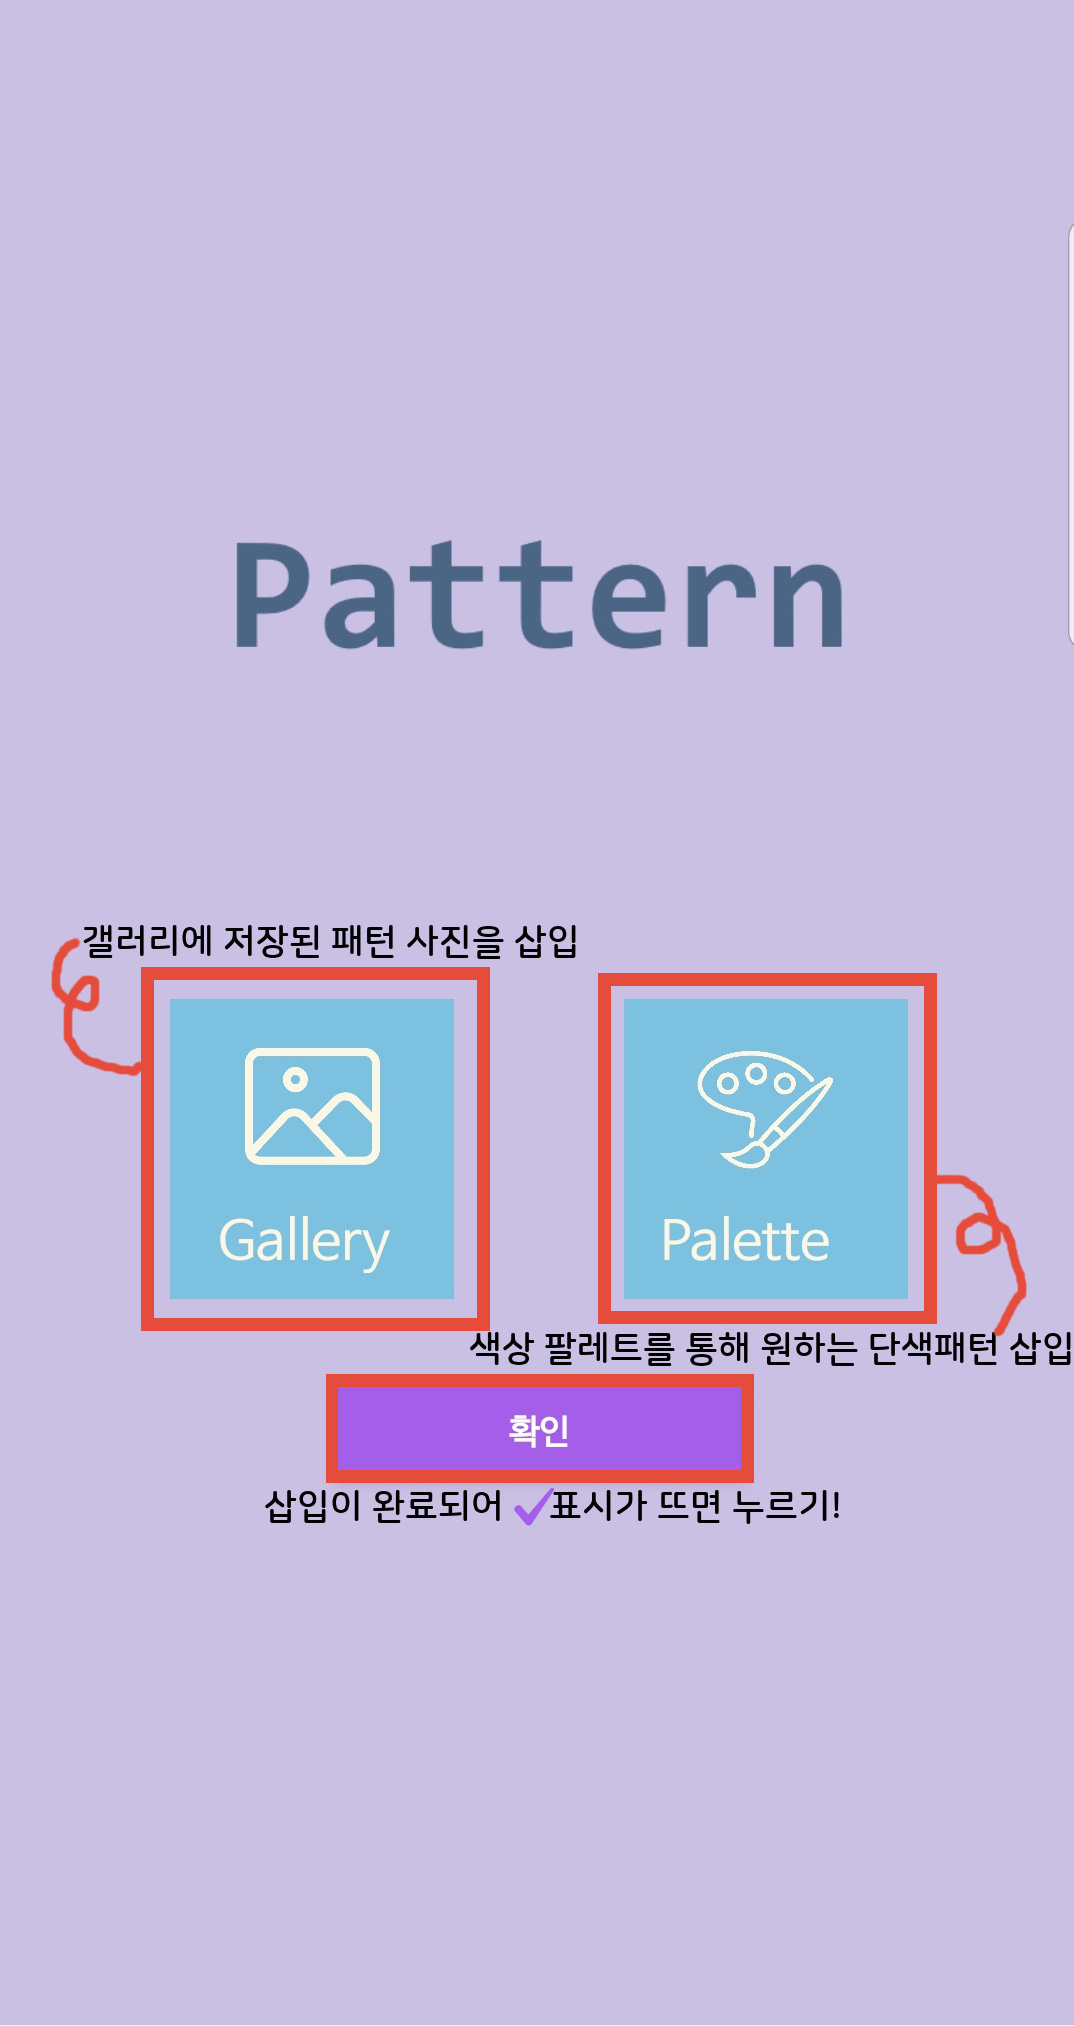 Pattern
갤러리에 저장된 패턴 사진을 삽입
Gallery
Palette
색상 팔레트를 통해 원하는 단색패턴 삽입
확인
삽입이 완료되어 ✔표시가 뜨면 누르기!